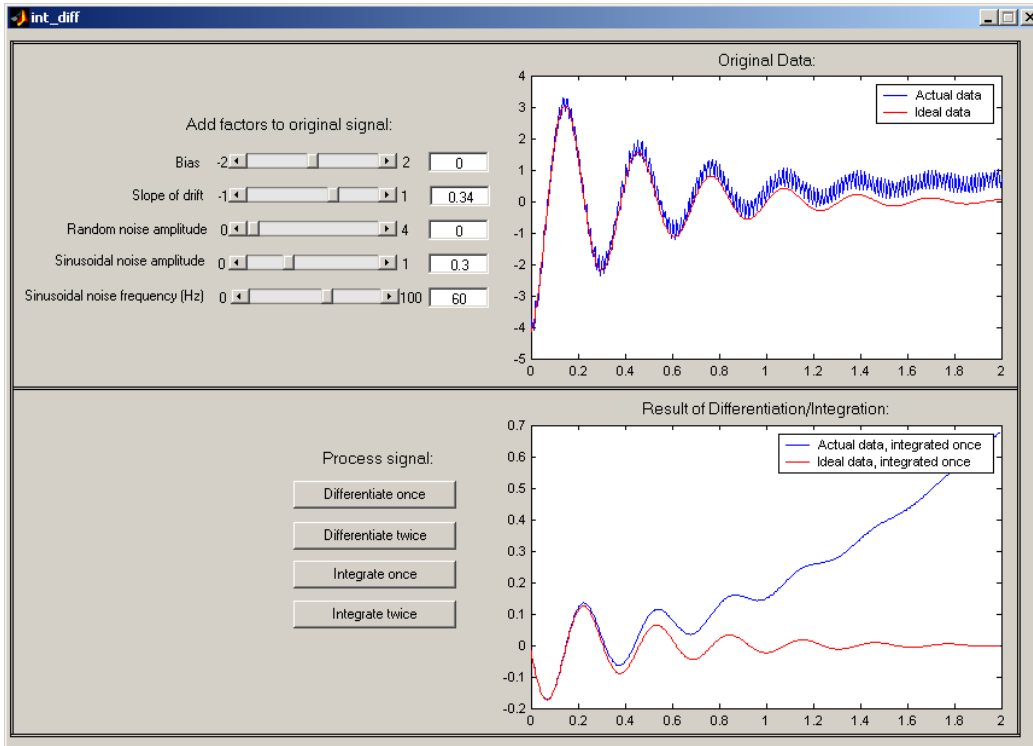 int_diff
Add factors to original signal:
Bias -2 2 0
Slope of drift -1 1 0.34
Random noise amplitude 0 4 0
Sinusoidal noise amplitude 0 1 0.3
Sinusoidal noise frequency (Hz) 0 100 60
Original Data:
Actual data
Ideal data
4
3
2
1
0
-1
-2
-3
-4
-5
0 0.2 0.4 0.6 0.8 1 1.2 1.4 1.6 1.8 2
Process signal:
Differentiate once
Differentiate twice
Integrate once
Integrate twice
Result of Differentiation/Integration:
Actual data, integrated once
Ideal data, integrated once
0.7
0.6
0.5
0.4
0.3
0.2
0.1
0
-0.1
-0.2
0 0.2 0.4 0.6 0.8 1 1.2 1.4 1.6 1.8 2